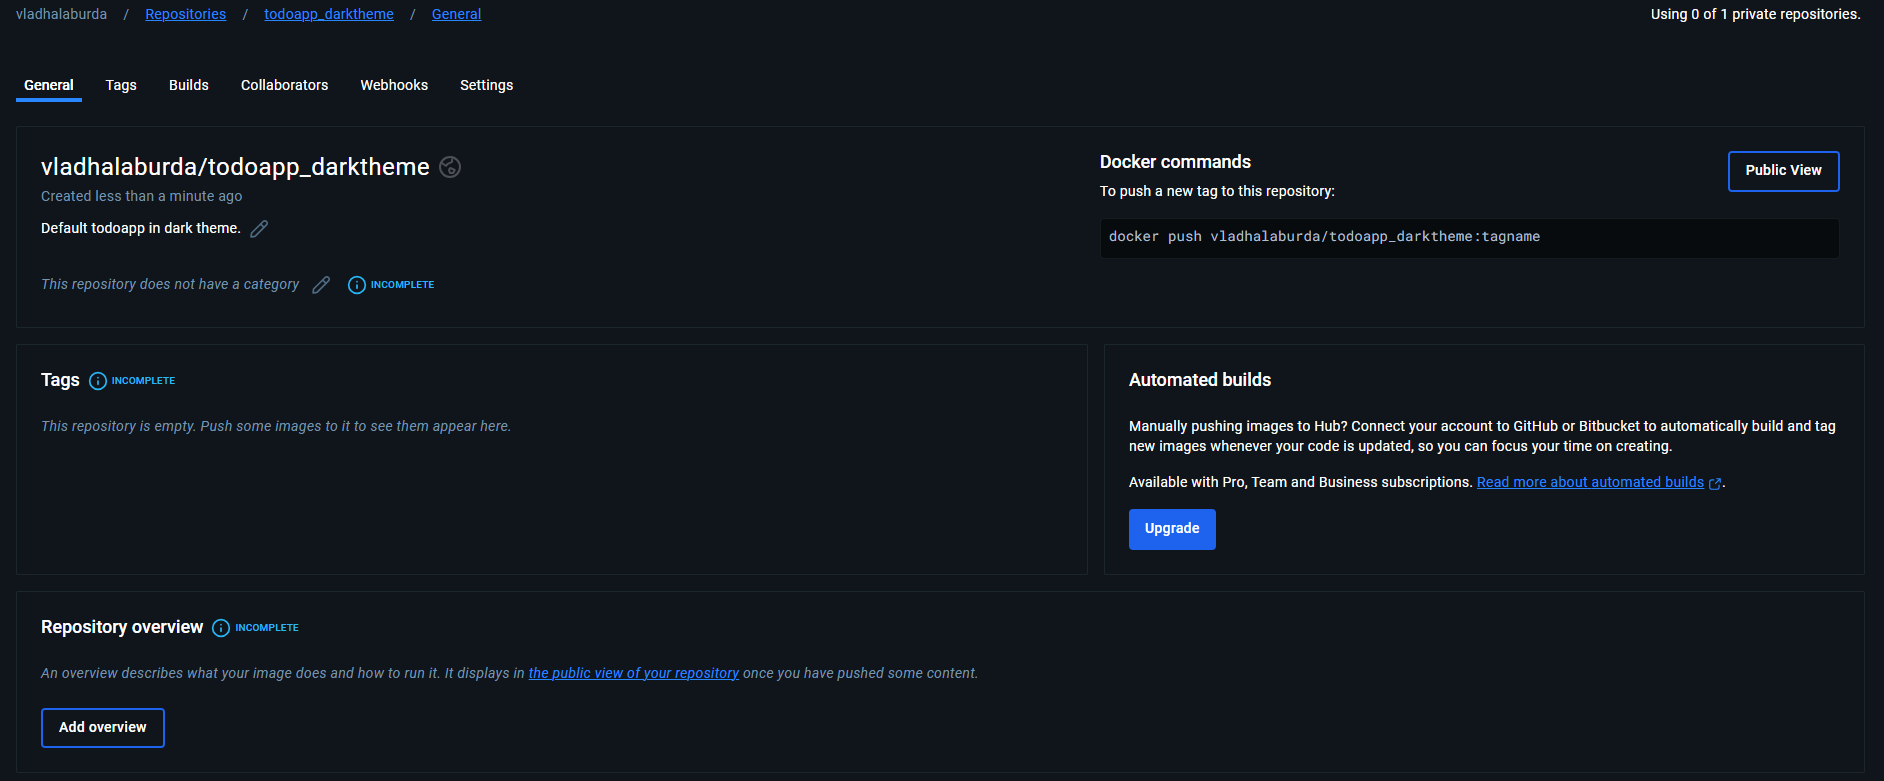 vladhalaburda / Repositories / todoapp_darktheme / General
Using 0 of 1 private repositories.
General Tags Builds Collaborators Webhooks Settings
vladhalaburda/todoapp_darktheme
Created less than a minute ago
Default todoapp in dark theme.
This repository does not have a category
INCOMPLETE
Docker commands
Public View
To push a new tag to this repository:
docker push vladhalaburda/todoapp_darktheme:tagname
Tags
INCOMPLETE
This repository is empty. Push some images to it to see them appear here.
Automated builds
Manually pushing images to Hub? Connect your account to GitHub or Bitbucket to automatically build and tag
new images whenever your code is updated, so you can focus your time on creating.
Available with Pro, Team and Business subscriptions. Read more about automated builds.
Upgrade
Repository overview
INCOMPLETE
An overview describes what your image does and how to run it. It displays in the public view of your repository once you have pushed some content.
Add overview